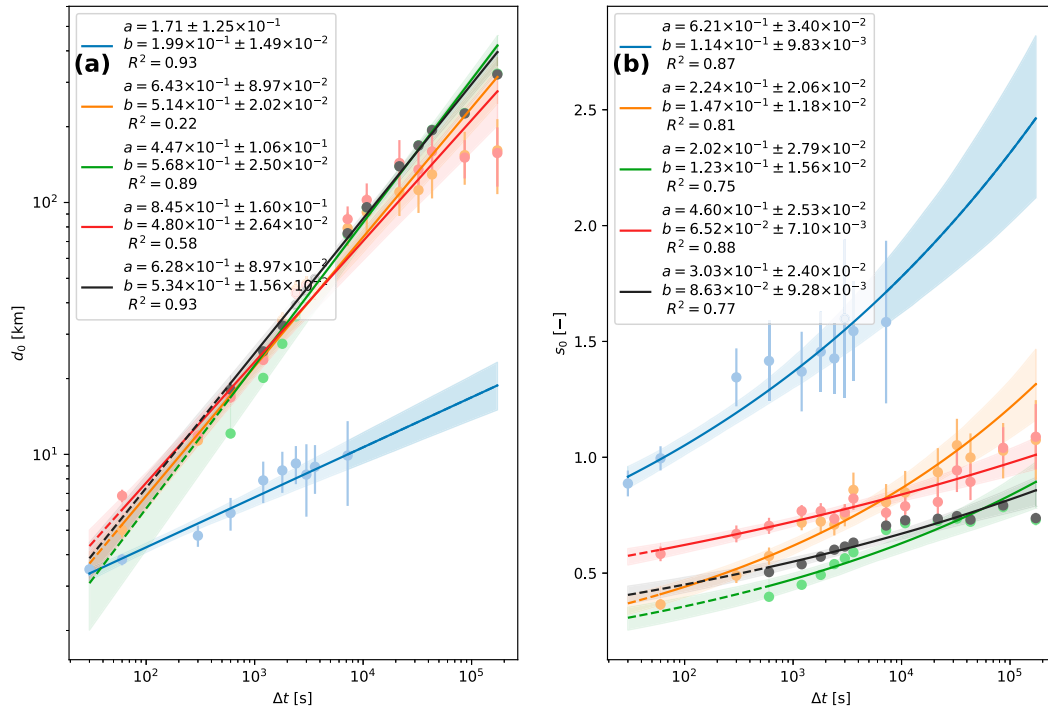 (a)
a = 1.71 ± 1.25×10⁻¹
b = 1.99×10⁻¹ ± 1.49×10⁻²
R² = 0.93
a = 6.43×10⁻¹ ± 8.97×10⁻²
b = 5.14×10⁻¹ ± 2.02×10⁻²
R² = 0.22
a = 4.47×10⁻¹ ± 1.06×10⁻¹
b = 5.68×10⁻¹ ± 2.50×10⁻²
R² = 0.89
a = 8.45×10⁻¹ ± 1.60×10⁻¹
b = 4.80×10⁻¹ ± 2.64×10⁻²
R² = 0.58
a = 6.28×10⁻¹ ± 8.97×10⁻²
b = 5.34×10⁻¹ ± 1.56×10⁻²
R² = 0.93
10²
10¹
d₀ [km]
10²
10³
10⁴
10⁵
Δt [s]
(b)
a = 6.21×10⁻¹ ± 3.40×10⁻²
b = 1.14×10⁻¹ ± 9.83×10⁻³
R² = 0.87
a = 2.24×10⁻¹ ± 2.06×10⁻²
b = 1.47×10⁻¹ ± 1.18×10⁻²
R² = 0.81
a = 2.02×10⁻¹ ± 2.79×10⁻²
b = 1.23×10⁻¹ ± 1.56×10⁻²
R² = 0.75
a = 4.60×10⁻¹ ± 2.53×10⁻²
b = 6.52×10⁻² ± 7.10×10⁻³
R² = 0.88
a = 3.03×10⁻¹ ± 2.40×10⁻²
b = 8.63×10⁻² ± 9.28×10⁻³
R² = 0.77
2.5
2.0
1.5
1.0
0.5
s₀ [−]
10²
10³
10⁴
10⁵
Δt [s]